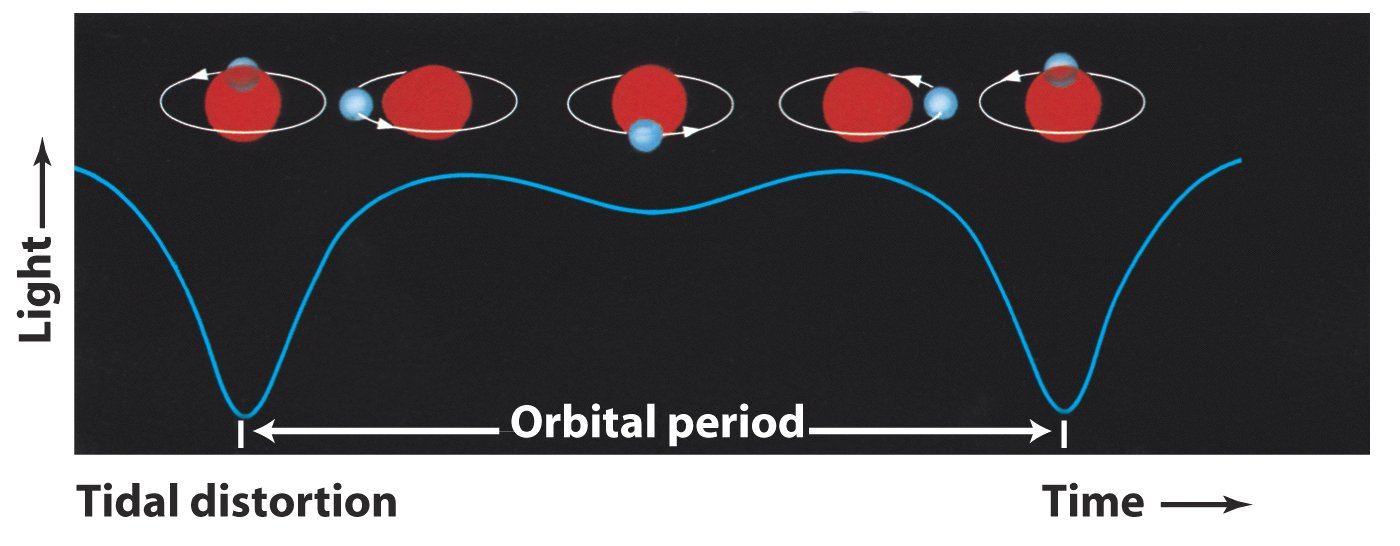 Light
Orbital period
Tidal distortion
Time